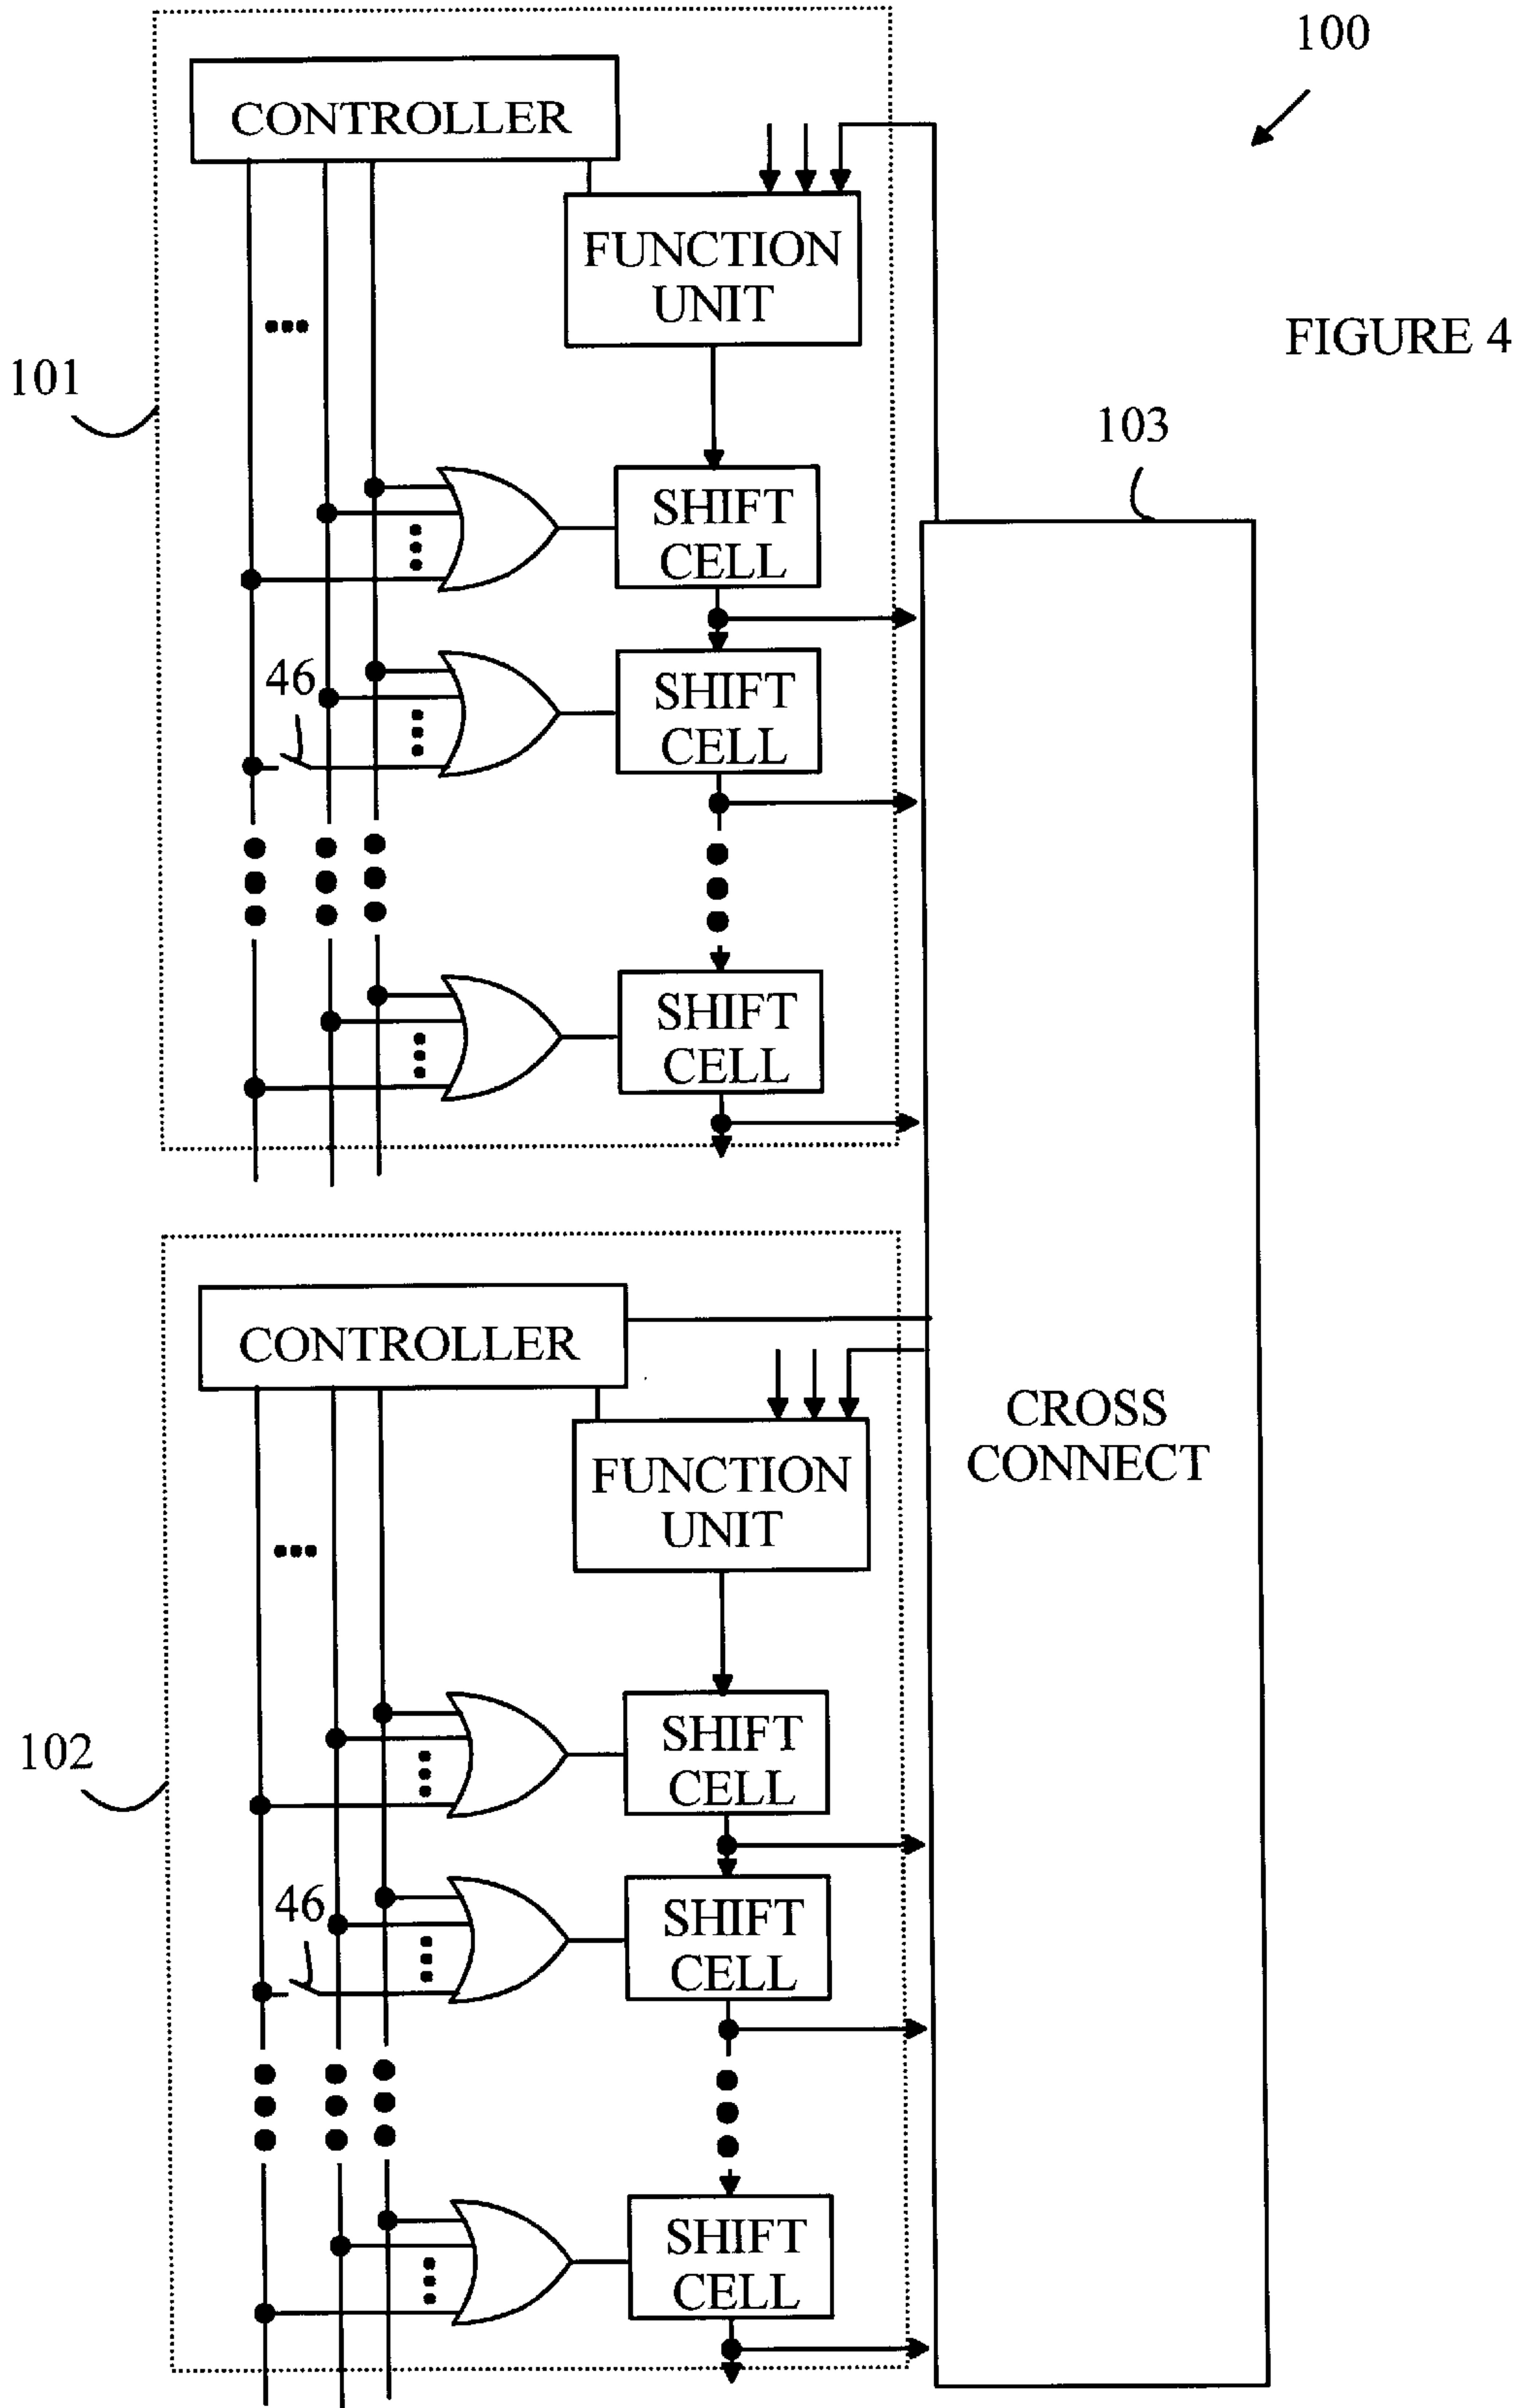 100
CONTROLLER
FUNCTION
UNIT
FIGURE 4
101
103
SHIFT
CELL
46
SHIFT
CELL
SHIFT
CELL
CONTROLLER
CROSS
CONNECT
FUNCTION
UNIT
102
SHIFT
CELL
46
SHIFT
CELL
SHIFT
CELL